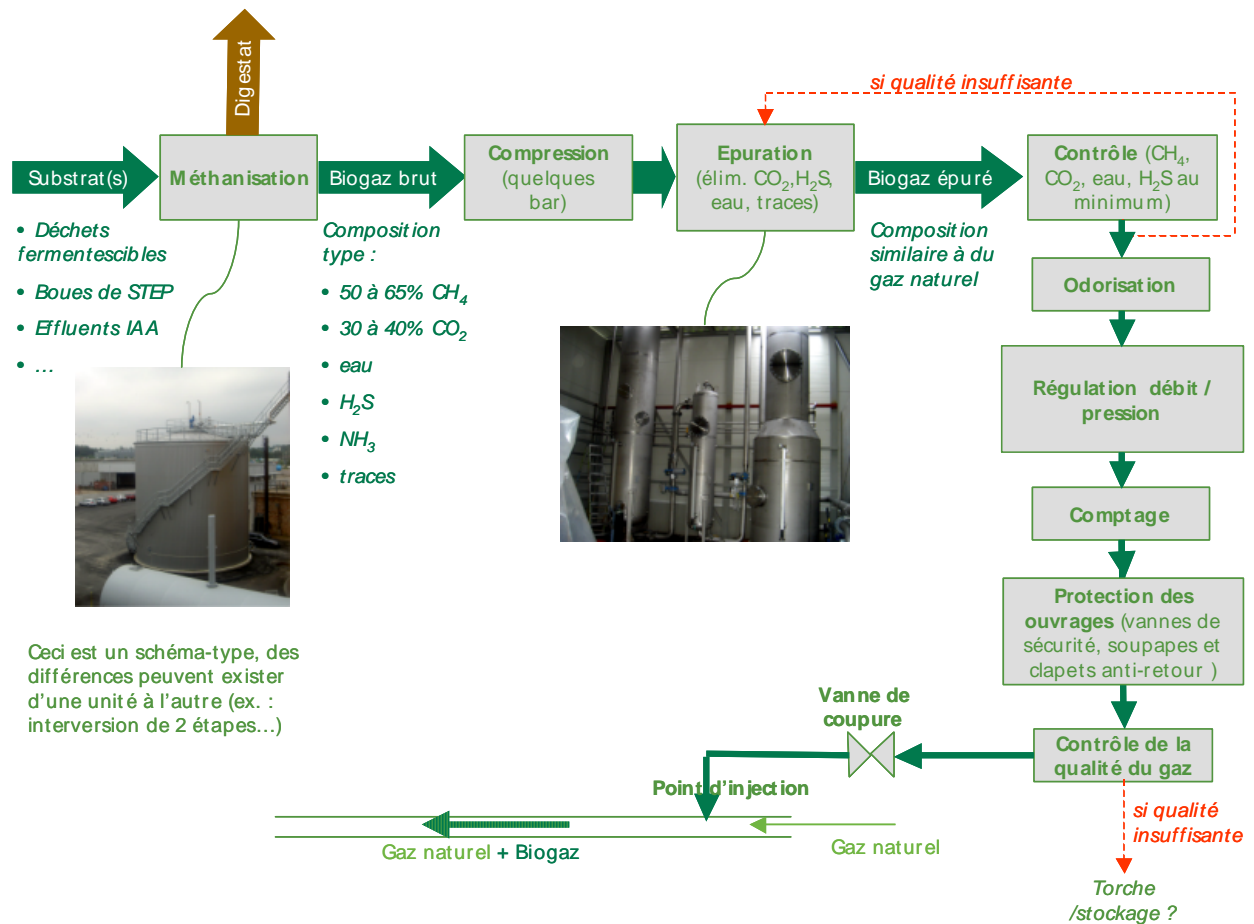 Digestat
si qualité insuffisante
Substrat(s)
Méthanisation
Biogaz brut
Compression
(quelques
bar)
Epuration
(élim. CO₂,H₂S,
eau, traces)
Biogaz épuré
Contrôle (CH₄,
CO₂, eau, H₂S au
minimum)
• Déchets
fermentescibles
• Boues de STEP
• Effluents IAA
• …
Composition
type :
• 50 à 65% CH₄
• 30 à 40% CO₂
• eau
• H₂S
• NH₃
• traces
Composition
similaire à du
gaz naturel
Odorisation
Régulation débit /
pression
Comptage
Protection des
ouvrages (vannes de
sécurité, soupapes et
clapets anti-retour )
Contrôle de la
qualité du gaz
Ceci est un schéma-type, des
différences peuvent exister
d'une unité à l'autre (ex. :
interversion de 2 étapes…)
Vanne de
coupure
Point d'injection
Gaz naturel + Biogaz
Gaz naturel
si qualité
insuffisante
Torche
/stockage ?